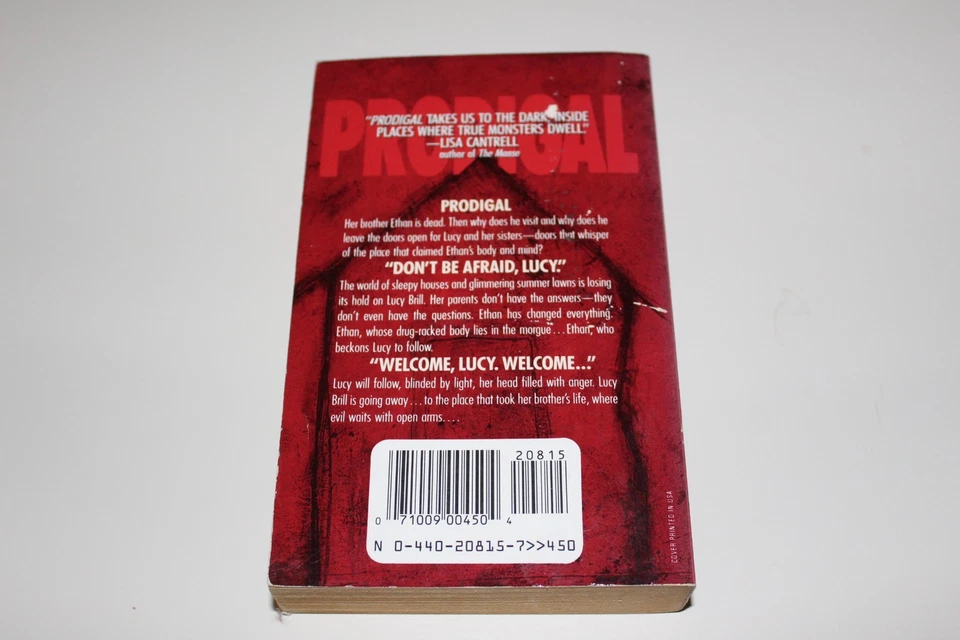 PRODIGAL
"PRODIGAL TAKES US TO THE DARK INSIDE
PLACES WHERE TRUE MONSTERS DWELL."
—LISA CANTRELL
author of The Manse
PRODIGAL
Her brother Ethan is dead. Then why does he visit and why does he
leave the doors open for Lucy and her sisters—doors that whisper
of the place that claimed Ethan's body and mind?
"DON'T BE AFRAID, LUCY."
The world of sleepy houses and glimmering summer lawns is losing
its hold on Lucy Brill. Her parents don't have the answers—they
don't even have the questions. Ethan has changed everything.
Ethan, whose drug-racked body lies in the morgue...Ethan, who
beckons Lucy to follow.
"WELCOME, LUCY. WELCOME..."
Lucy will follow, blinded by light, her head filled with anger. Lucy
Brill is going away...to the place that took her brother's life, where
evil waits with open arms....
20815
0 71009 00450 4
N 0-440-20815-7>>450
COVER PRINTED IN USA